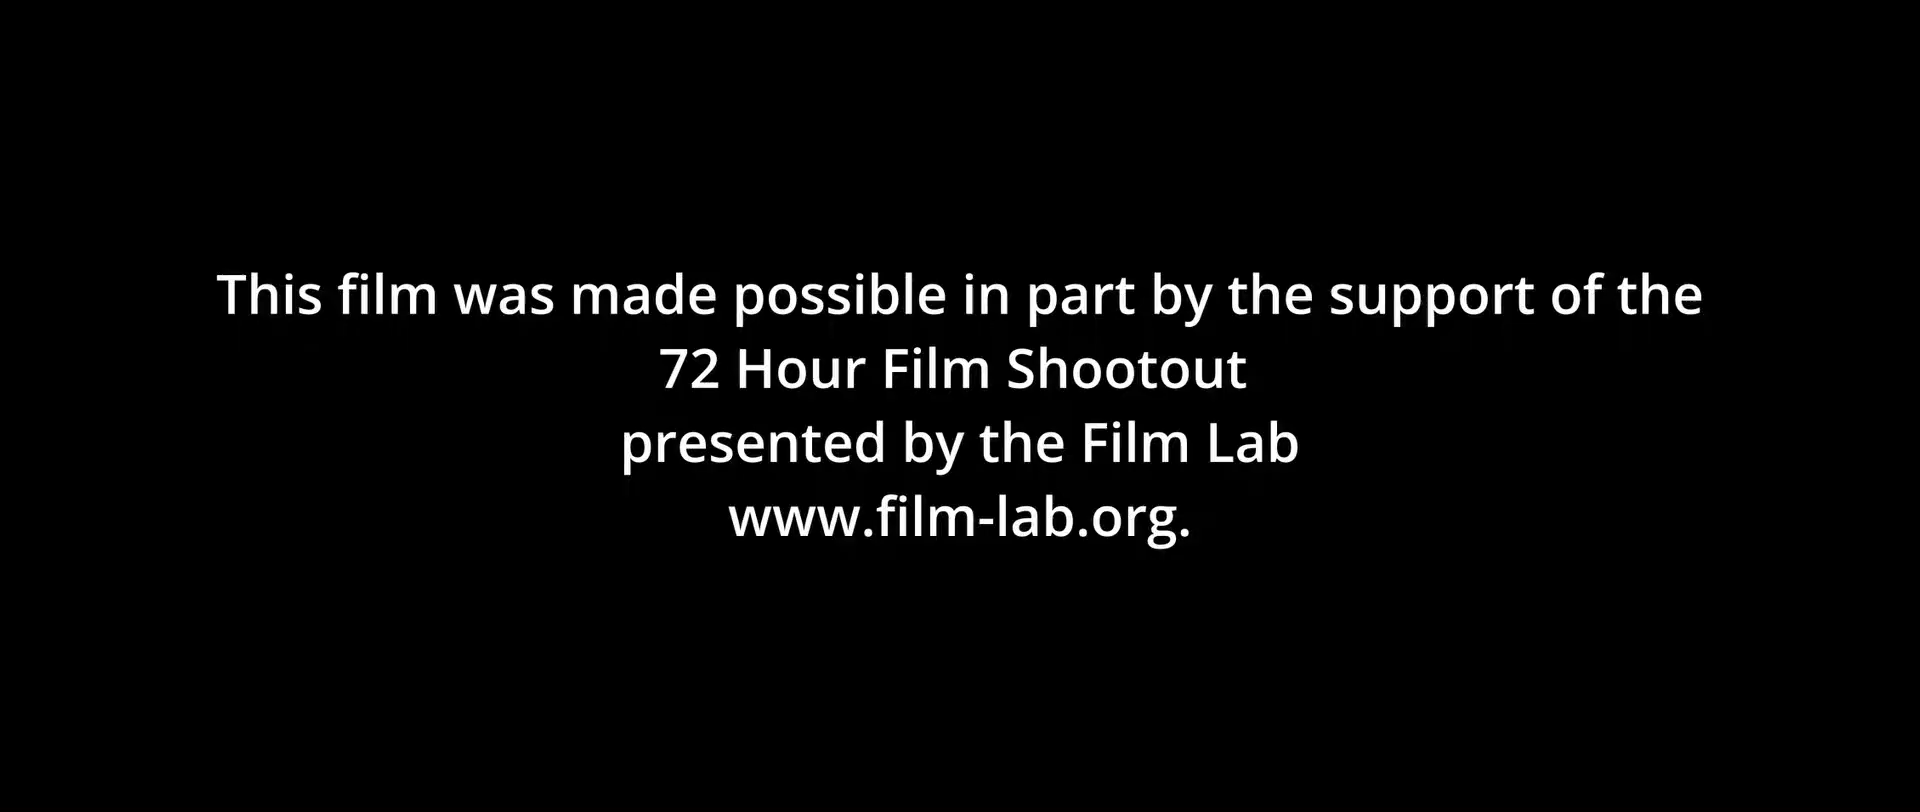 This film was made possible in part by the support of the
72 Hour Film Shootout
presented by the Film Lab
www.film-lab.org.